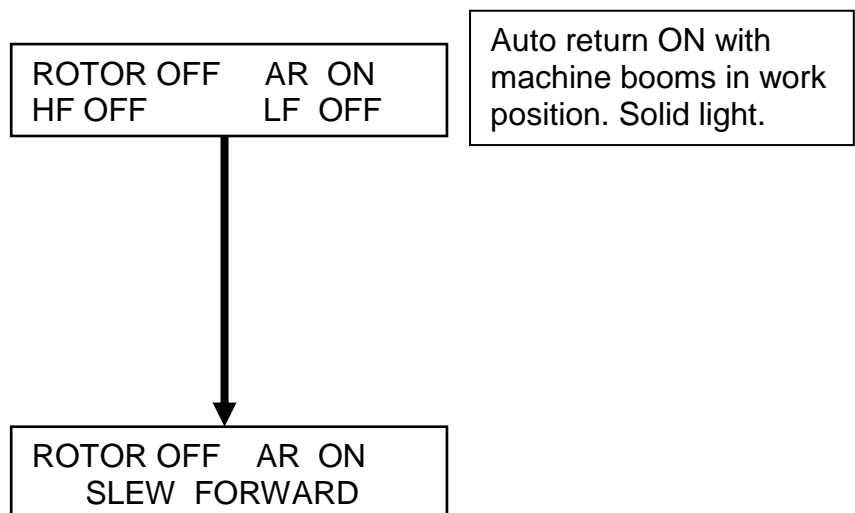 ROTOR OFF AR ON
HF OFF LF OFF
Auto return ON with
machine booms in work
position. Solid light.
ROTOR OFF AR ON
SLEW FORWARD